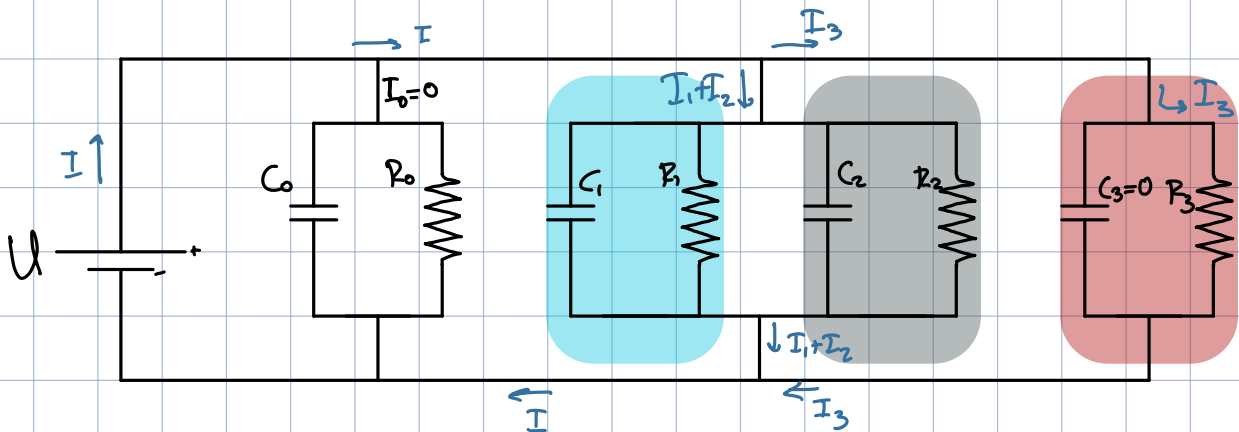 I
I₃
I₀=0
I₁+I₂
I₃
I
C₀
R₀
C₁
R₁
C₂
R₂
C₃=0
R₃
U
+
-
I₁+I₂
I
I₃